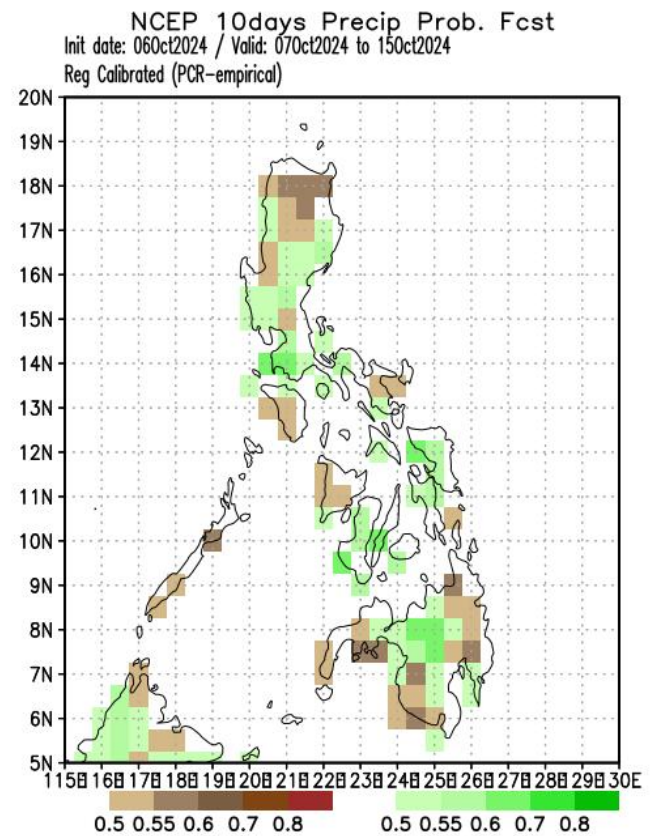 NCEP 10days Precip Prob. Fcst
Init date: 06Oct2024 / Valid: 07Oct2024 to 15Oct2024
Reg Calibrated (PCR-empirical)
20N
19N
18N
17N
16N
15N
14N
13N
12N
11N
10N
9N
8N
7N
6N
5N
115E 116E 117E 118E 119E 120E 121E 122E 123E 124E 125E 126E 127E 128E 129E 130E
0.5 0.55 0.6 0.7 0.8 0.5 0.55 0.6 0.7 0.8